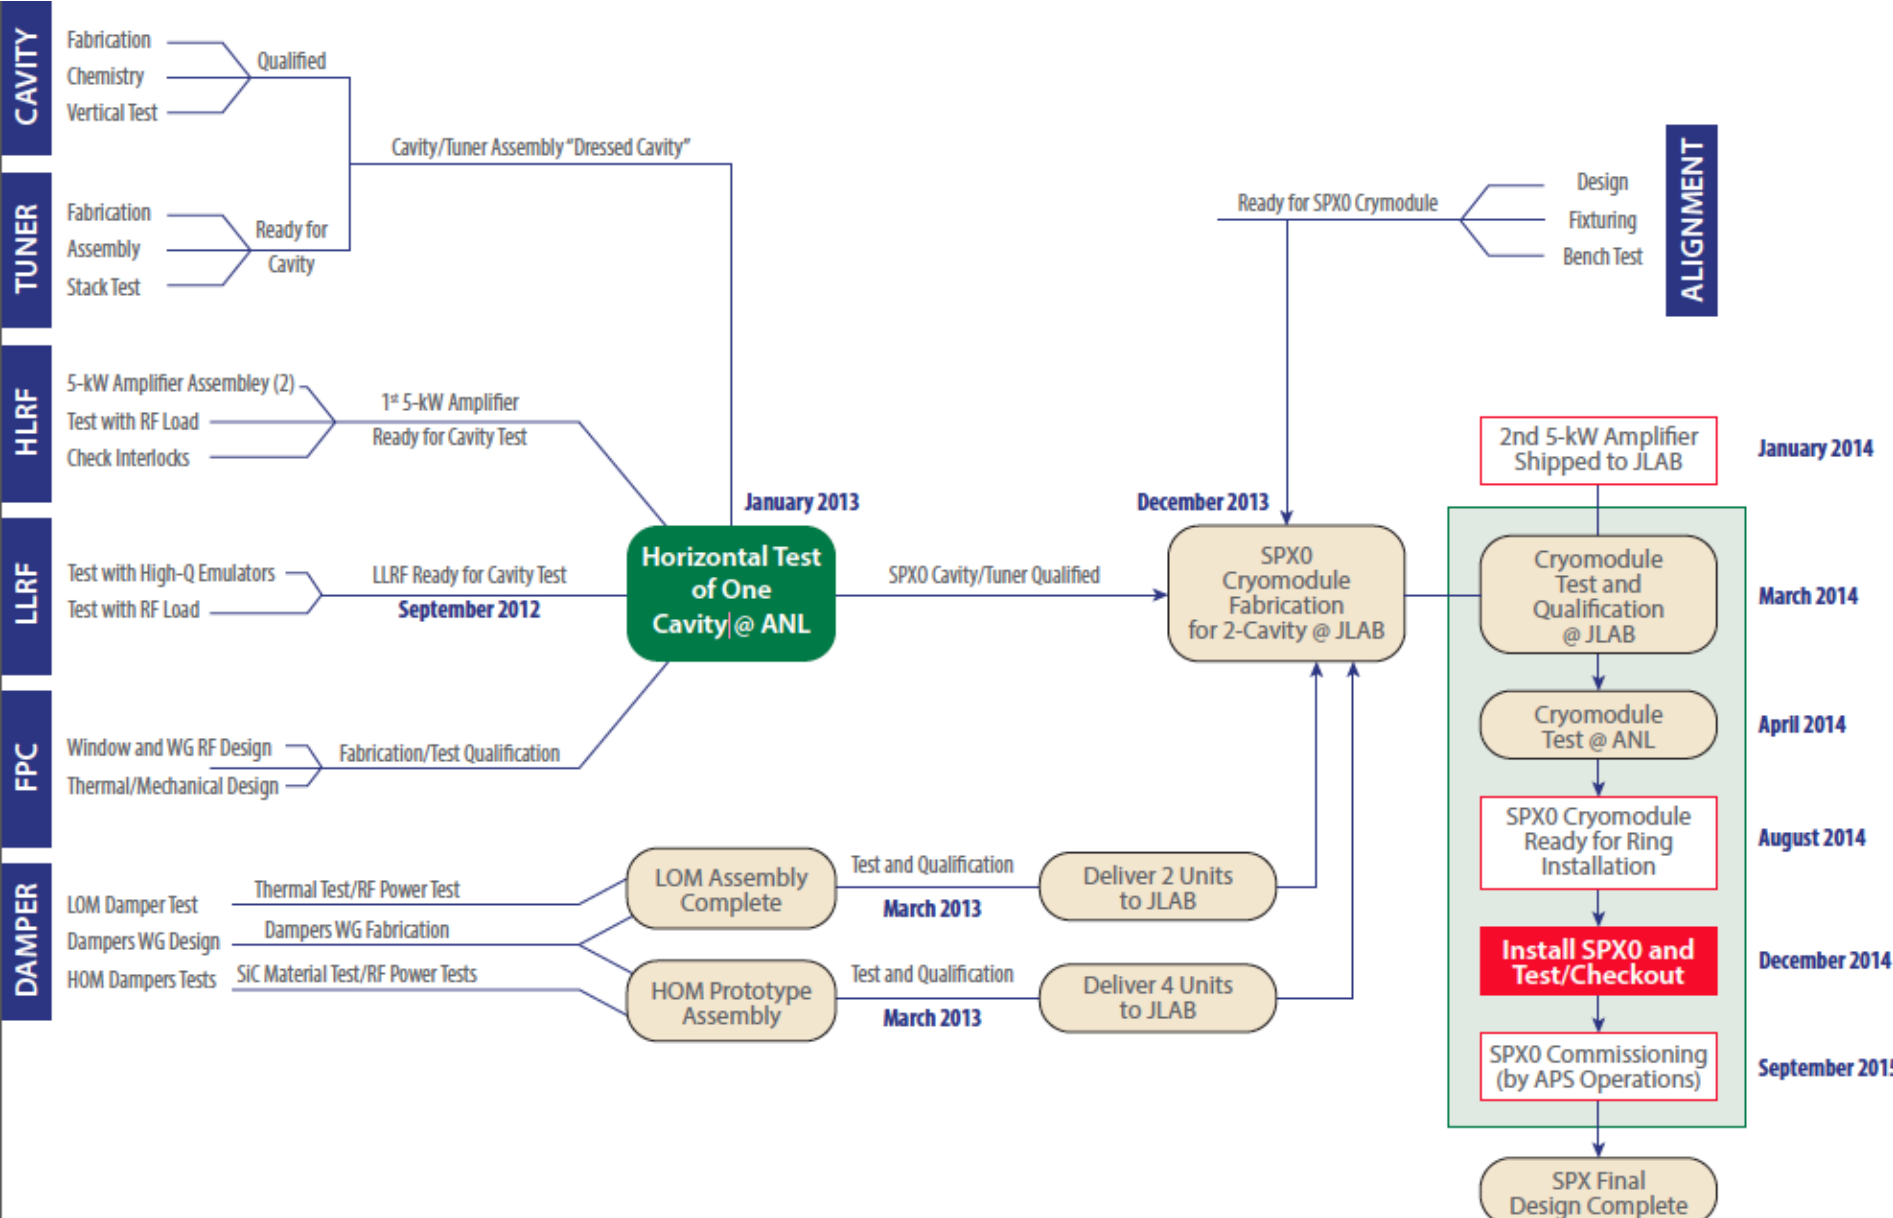 CAVITY
Fabrication
Chemistry
Vertical Test
Qualified
Cavity/Tuner Assembly “Dressed Cavity”
TUNER
Fabrication
Assembly
Stack Test
Ready for
Cavity
HLRF
5-kW Amplifier Assembley (2)
Test with RF Load
Check Interlocks
1st 5-kW Amplifier
Ready for Cavity Test
LLRF
Test with High-Q Emulators
Test with RF Load
LLRF Ready for Cavity Test
September 2012
FPC
Window and WG RF Design
Thermal/Mechanical Design
Fabrication/Test Qualification
DAMPER
LOM Damper Test
Dampers WG Design
HOM Dampers Tests
Thermal Test/RF Power Test
Dampers WG Fabrication
SiC Material Test/RF Power Tests
January 2013
Horizontal Test
of One
Cavity @ ANL
LOM Assembly
Complete
HOM Prototype
Assembly
Test and Qualification
March 2013
Test and Qualification
March 2013
Deliver 2 Units
to JLAB
Deliver 4 Units
to JLAB
SPX0 Cavity/Tuner Qualified
December 2013
SPX0
Cryomodule
Fabrication
for 2-Cavity @ JLAB
Ready for SPX0 Crymodule
Design
Fixturing
Bench Test
ALIGNMENT
2nd 5-kW Amplifier
Shipped to JLAB
January 2014
Cryomodule
Test and
Qualification
@ JLAB
March 2014
Cryomodule
Test @ ANL
April 2014
SPX0 Cryomodule
Ready for Ring
Installation
August 2014
Install SPX0 and
Test/Checkout
December 2014
SPX0 Commissioning
(by APS Operations)
September 2015
SPX Final
Design Complete